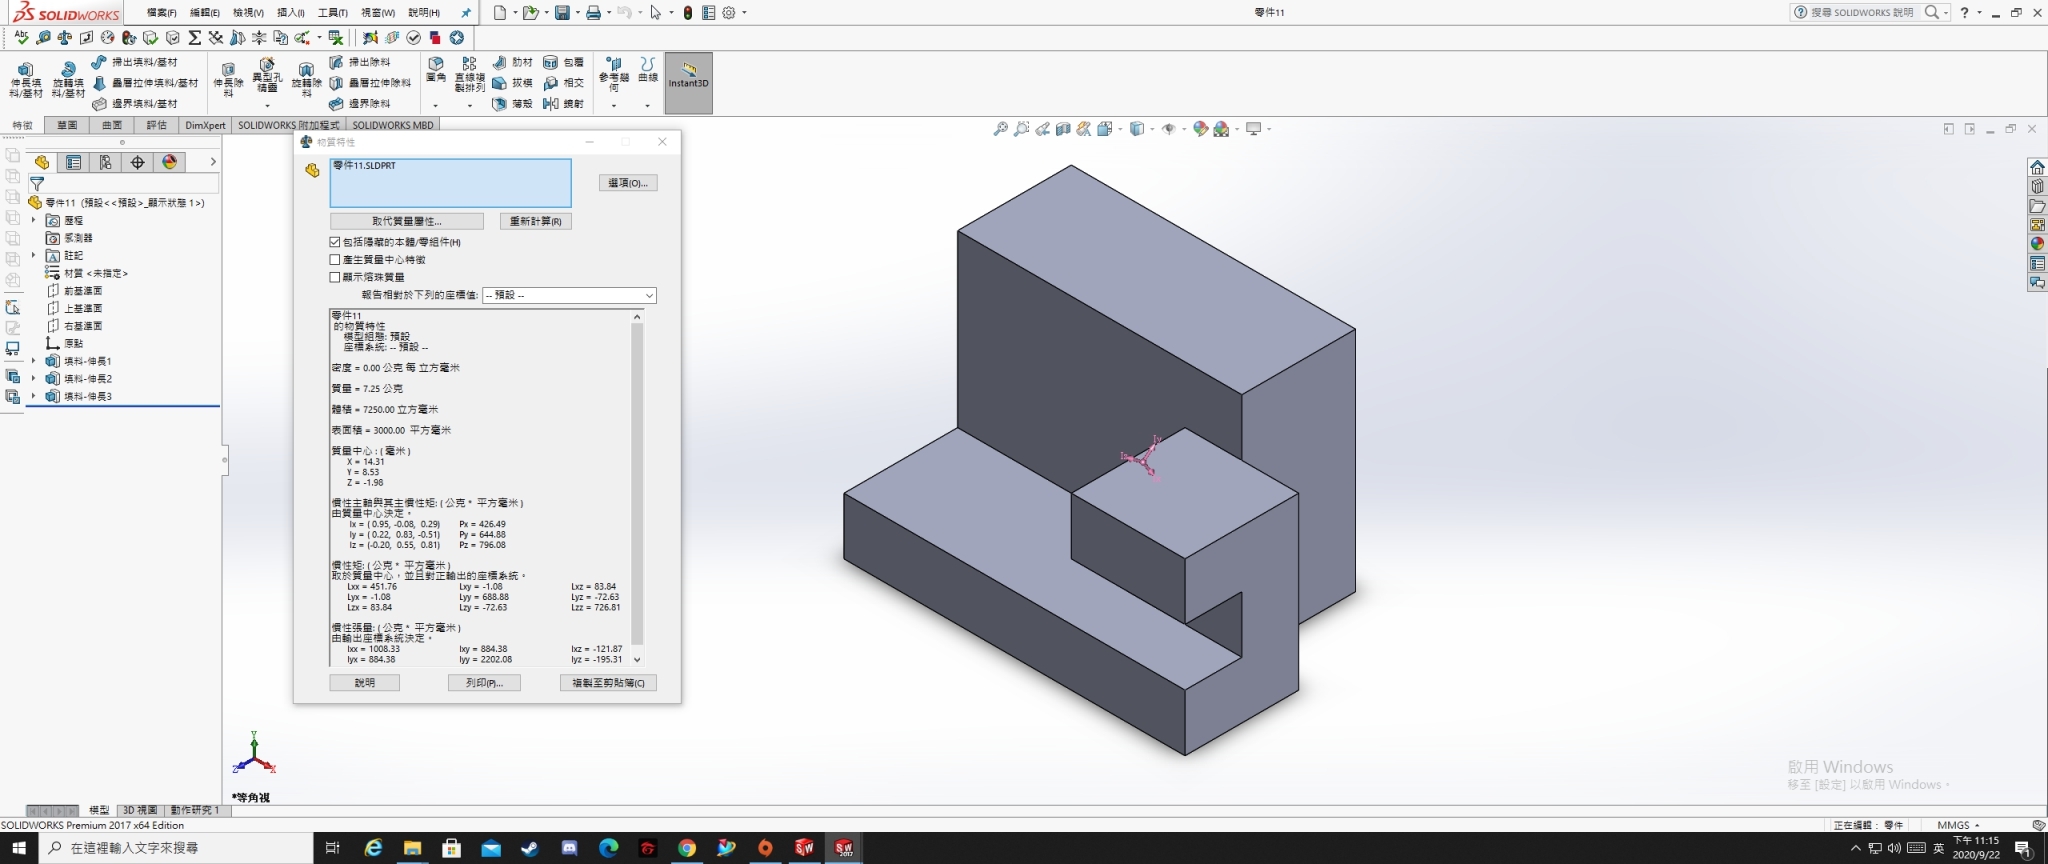 SOLIDWORKS 檔案(F) 編輯(E) 檢視(V) 插入(I) 工具(T) 視窗(W) 說明(H) 零件11 搜尋 SOLIDWORKS 說明
伸長填料/基材 旋轉填料/基材 掃出填料/基材 疊層拉伸填料/基材 邊界填料/基材 伸長除料 異型孔精靈 旋轉除料 掃出除料 疊層拉伸除料 邊界除料 圓角 直線複製排列 肋材 拔模 薄殼 包覆 相交 鏡射 參考幾何 曲線 Instant3D
特徵 草圖 曲面 評估 DimXpert SOLIDWORKS 附加程式 SOLIDWORKS MBD
零件11 (預設<<預設>_顯示狀態 1>)
歷程
感測器
註記
材質 <未指定>
前基準面
上基準面
右基準面
原點
填料-伸長1
填料-伸長2
填料-伸長3
物質特性
零件11.SLDPRT
選項(O)...
取代質量屬性... 重新計算(R)
包括隱藏的本體/零組件(H)
產生質量中心特徵
顯示熔珠質量
報告相對於下列的座標值: -- 預設 --
零件11
的物質特性
模型組態: 預設
座標系統: -- 預設 --
密度 = 0.00 公克 每 立方毫米
質量 = 7.25 公克
體積 = 7250.00 立方毫米
表面積 = 3000.00 平方毫米
質量中心 : ( 毫米 )
X = 14.31
Y = 8.53
Z = -1.98
慣性主軸與其主慣性矩: ( 公克 * 平方毫米 )
由質量中心決定。
Ix = ( 0.95, -0.08, 0.29) Px = 426.49
Iy = ( 0.22, 0.83, -0.51) Py = 644.88
Iz = (-0.20, 0.55, 0.81) Pz = 796.08
慣性矩: ( 公克 * 平方毫米 )
取於質量中心，並且對正輸出的座標系統。
Lxx = 451.76 Lxy = -1.08 Lxz = 83.84
Lyx = -1.08 Lyy = 688.88 Lyz = -72.63
Lzx = 83.84 Lzy = -72.63 Lzz = 726.81
慣性張量: ( 公克 * 平方毫米 )
由輸出座標系統決定。
Ixx = 1008.33 Ixy = 884.38 Ixz = -121.87
Iyx = 884.38 Iyy = 2202.08 Iyz = -195.31
說明 列印(P)... 複製至剪貼簿(C)
Y
Z X
*等角視
啟用 Windows
移至 [設定] 以啟用 Windows。
模型 3D 視圖 動作研究 1
SOLIDWORKS Premium 2017 x64 Edition 正在編輯： 零件 MMGS
在這裡輸入文字來搜尋 英 下午 11:15
2020/9/22